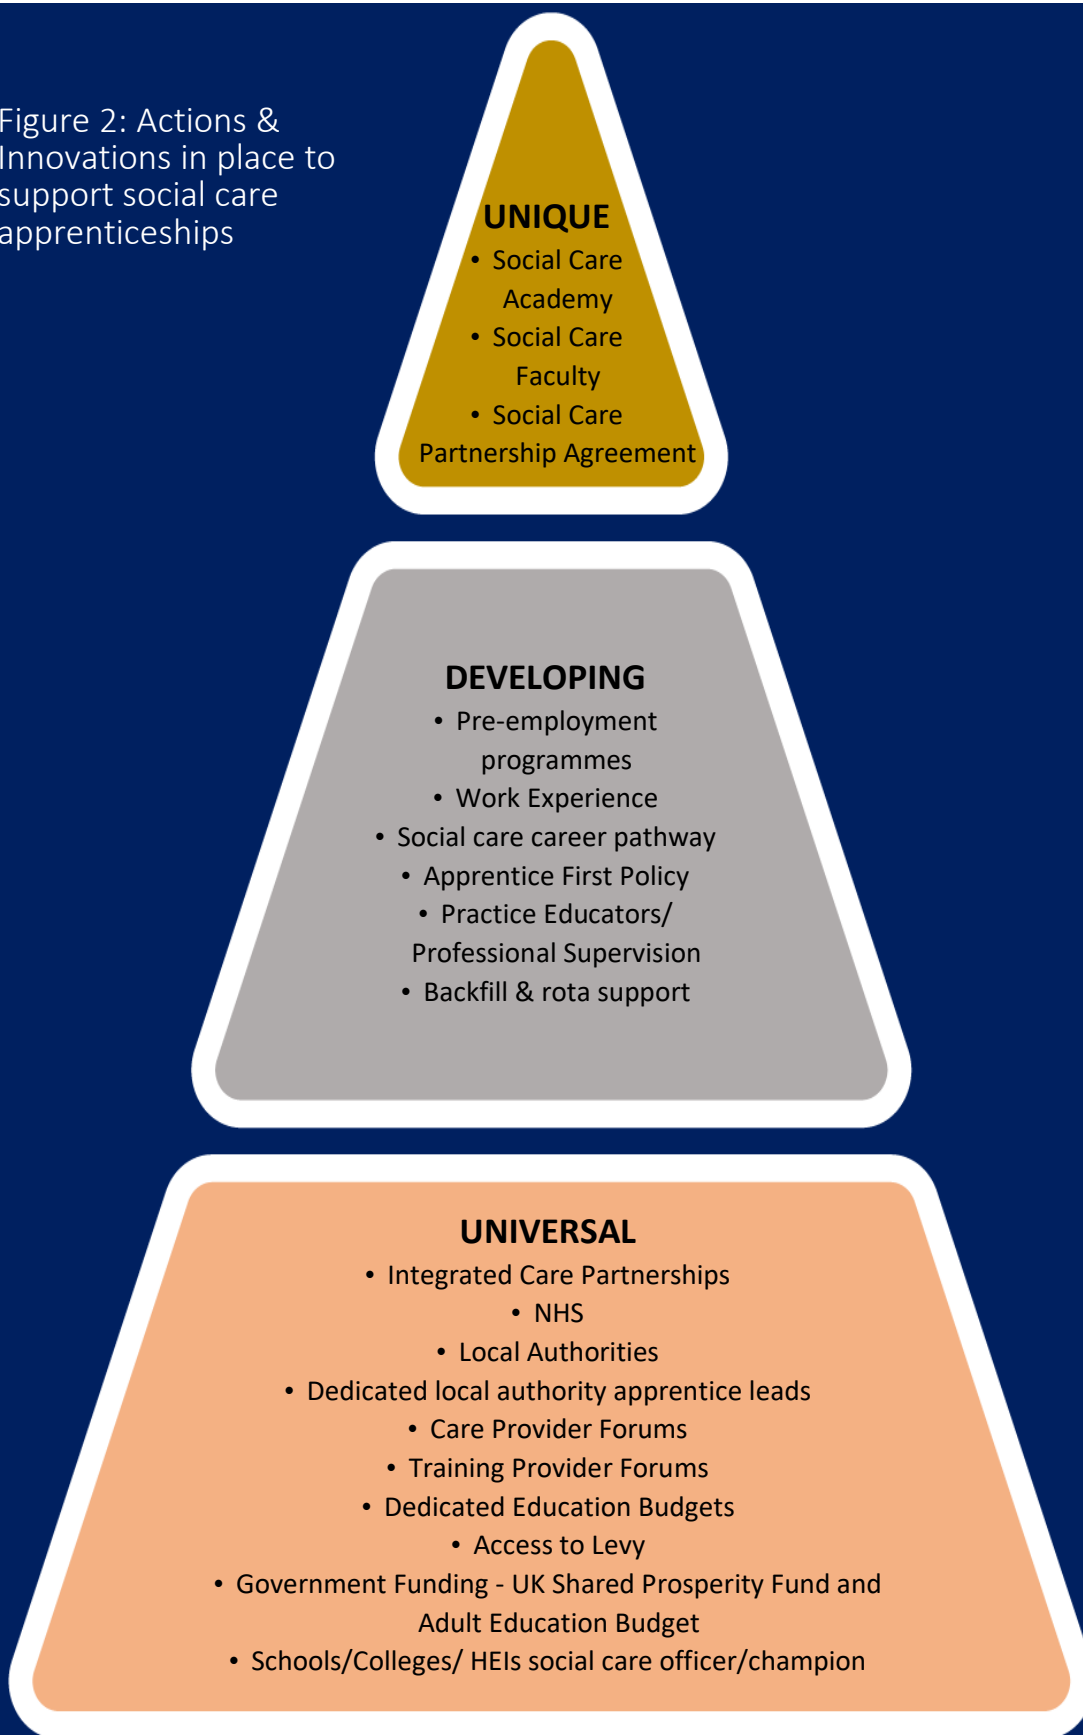 Figure 2: Actions &
Innovations in place to
support social care
apprenticeships
UNIQUE
• Social Care
Academy
• Social Care
Faculty
• Social Care
Partnership Agreement
DEVELOPING
• Pre-employment
programmes
• Work Experience
• Social care career pathway
• Apprentice First Policy
• Practice Educators/
Professional Supervision
• Backfill & rota support
UNIVERSAL
• Integrated Care Partnerships
• NHS
• Local Authorities
• Dedicated local authority apprentice leads
• Care Provider Forums
• Training Provider Forums
• Dedicated Education Budgets
• Access to Levy
• Government Funding - UK Shared Prosperity Fund and
Adult Education Budget
• Schools/Colleges/ HEIs social care officer/champion